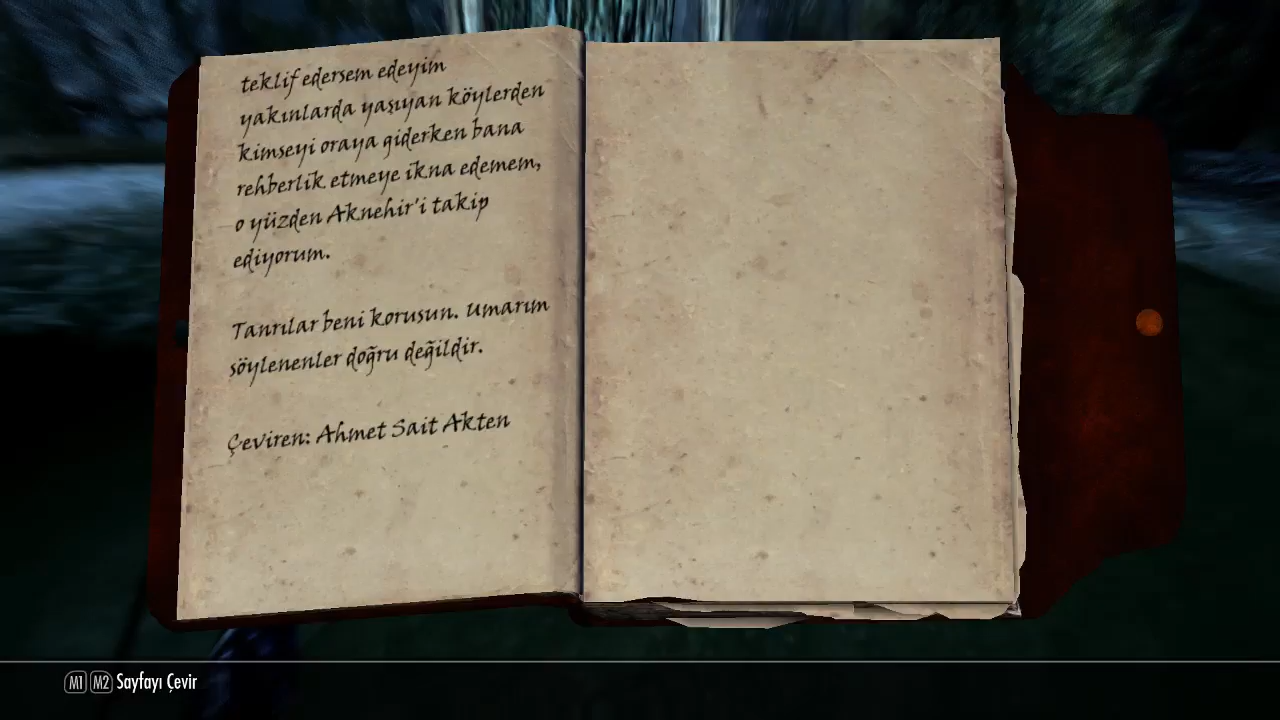 teklif edersem edeyim
yakınlarda yaşıyan köylerden
kimseyi oraya giderken bana
rehberlik etmeye ikna edemem,
o yüzden Aknehir'i takip
ediyorum.
Tanrılar beni korusun. Umarım
söylenenler doğru değildir.
Çeviren: Ahmet Sait Akten
M1 M2 Sayfayı Çevir